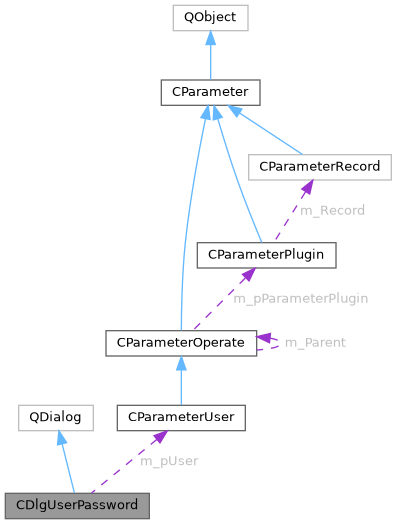 QObject
CParameter
CParameterRecord
m_Record
CParameterPlugin
m_pParameterPlugin
CParameterOperate
m_Parent
QDialog
CParameterUser
m_pUser
CDlgUserPassword